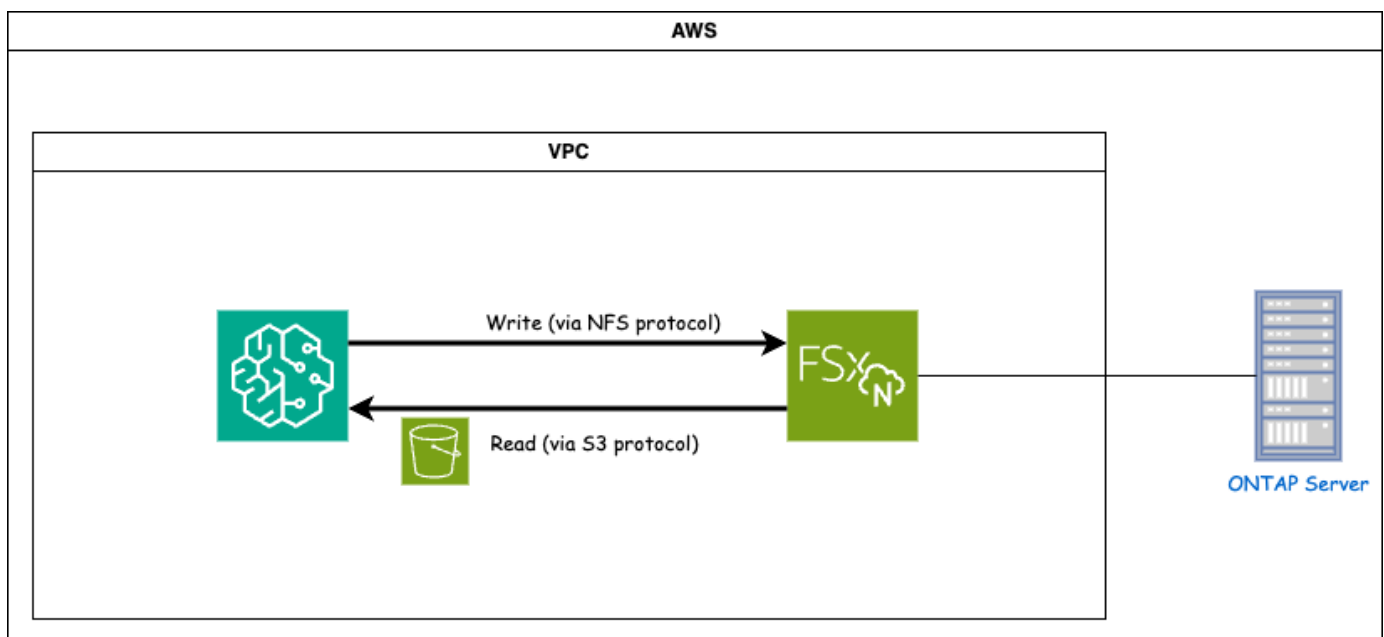 AWS
VPC
Write (via NFS protocol)
FSx
N
Read (via S3 protocol)
ONTAP Server